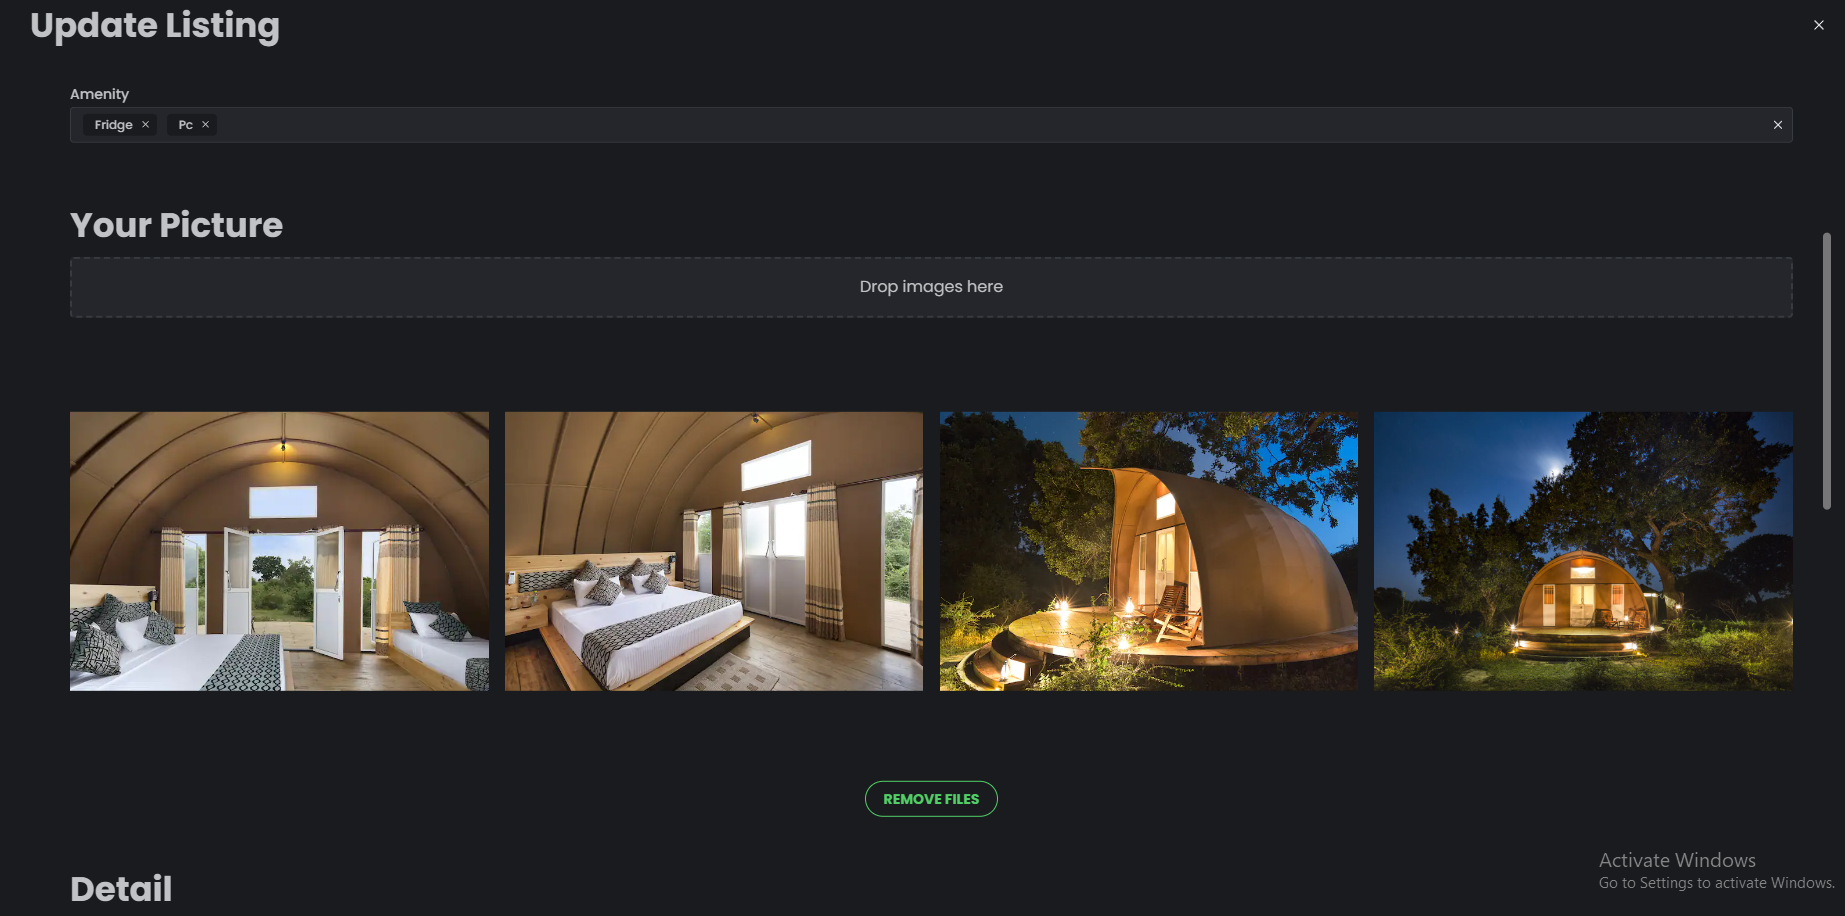 Update Listing
Amenity
Fridge
Pc
Your Picture
Drop images here
REMOVE FILES
Detail
Activate Windows
Go to Settings to activate Windows.